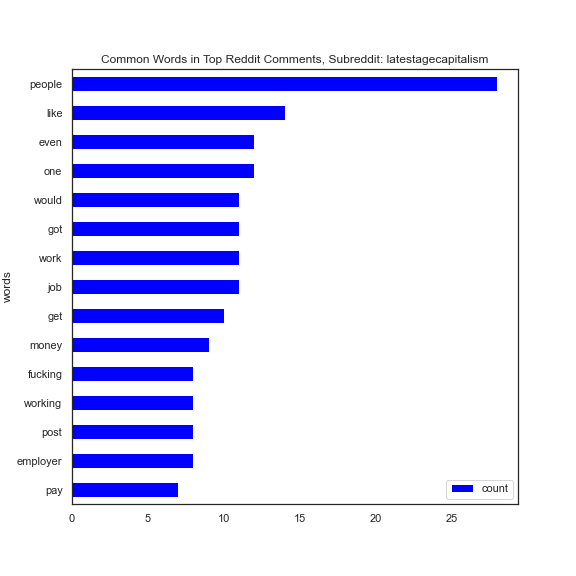 Common Words in Top Reddit Comments, Subreddit: latestagecapitalism
words
people
like
even
one
would
got
work
job
get
money
fucking
working
post
employer
pay
count
0 5 10 15 20 25